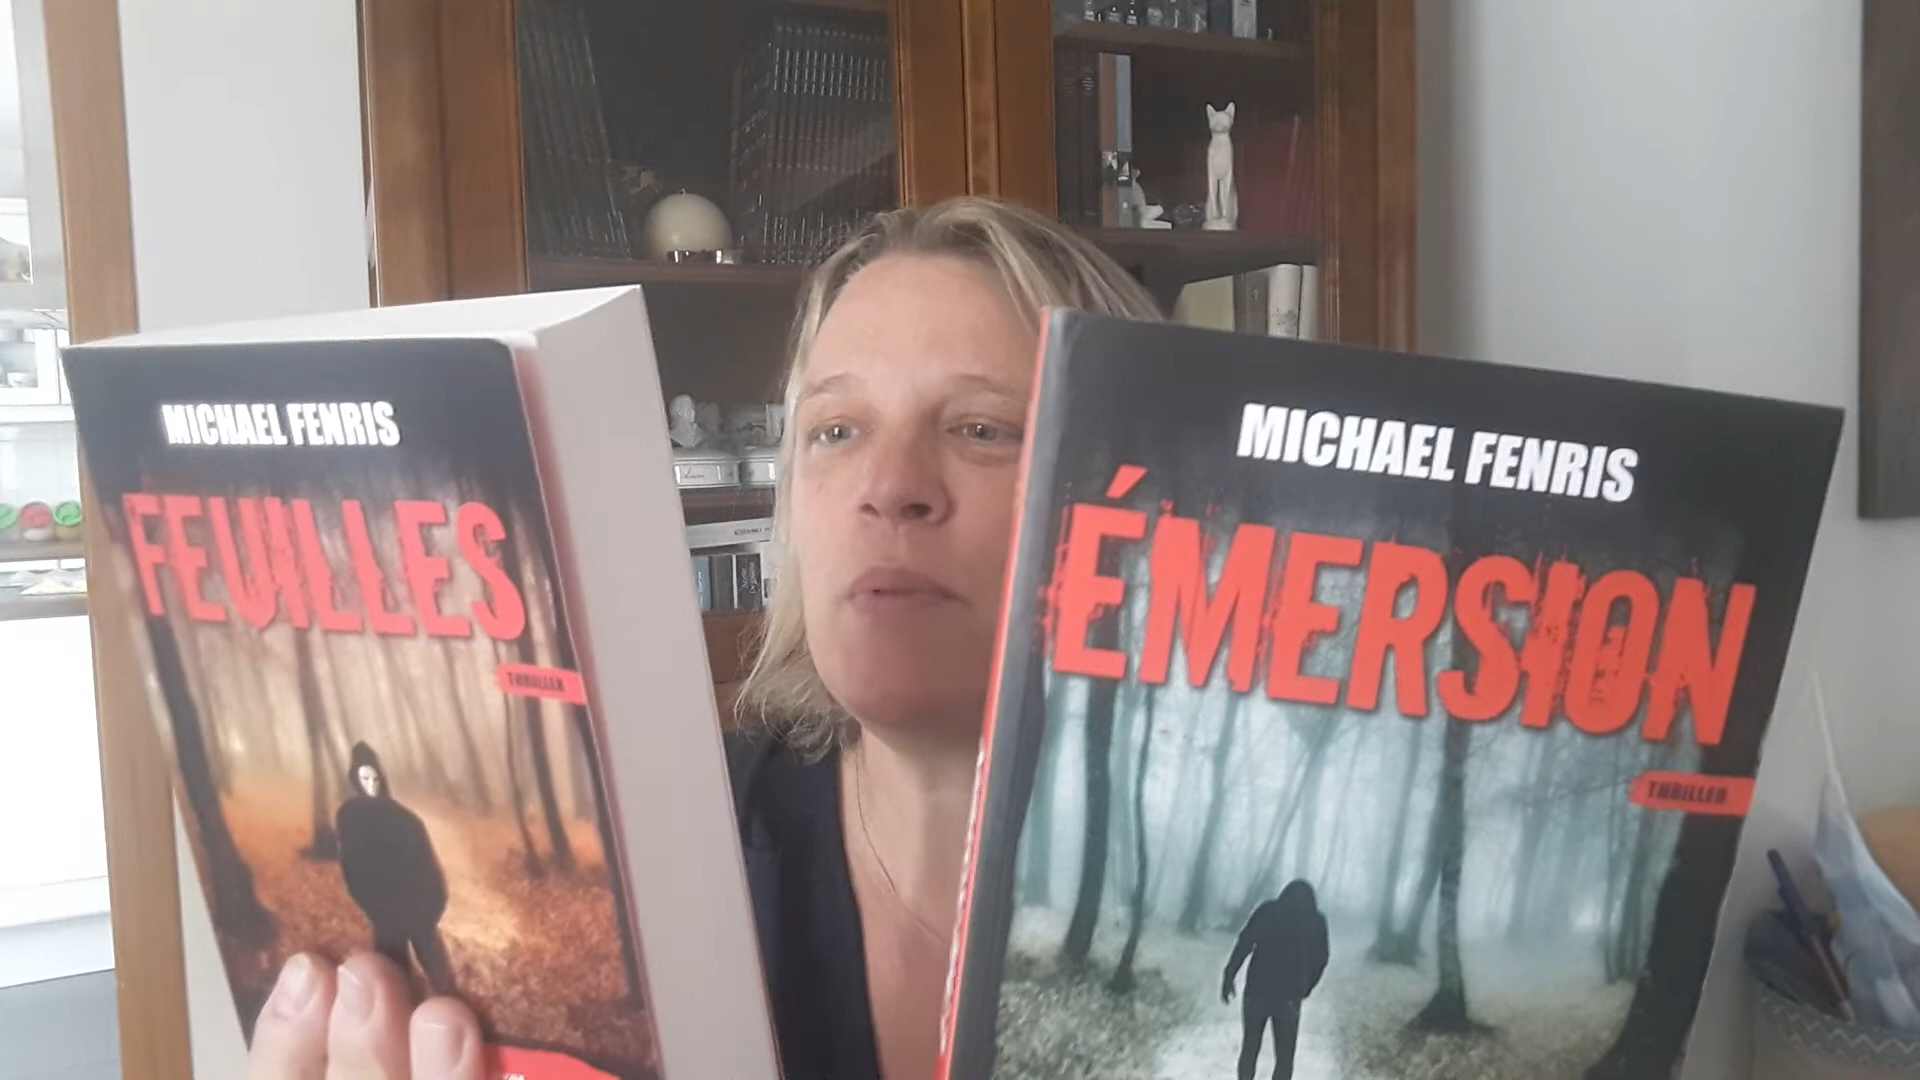 MICHAEL FENRIS
FEUILLES
THRILLER
MICHAEL FENRIS
ÉMERSION
THRILLER